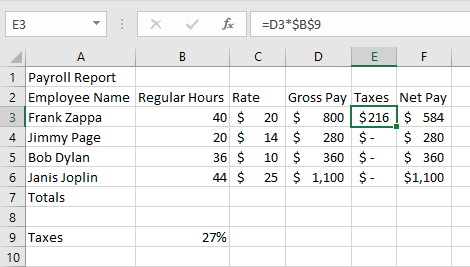 E3 fx =D3*$B$9
A B C D E F
1 Payroll Report
2 Employee Name Regular Hours Rate Gross Pay Taxes Net Pay
3 Frank Zappa 40 $ 20 $ 800 $216 $ 584
4 Jimmy Page 20 $ 14 $ 280 $ - $ 280
5 Bob Dylan 36 $ 10 $ 360 $ - $ 360
6 Janis Joplin 44 $ 25 $ 1,100 $ - $1,100
7 Totals
8
9 Taxes 27%
10